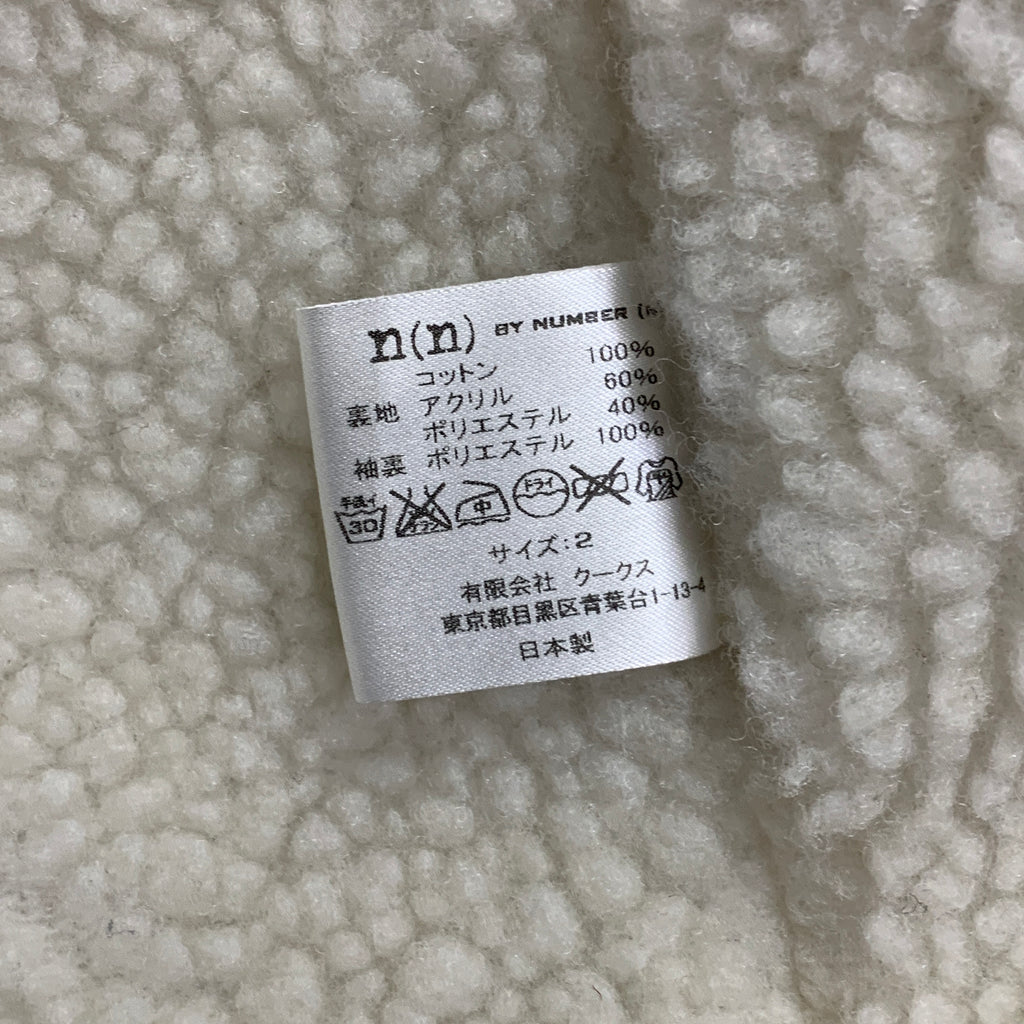 n(n) BY NUMBER (n)
コットン 100%
裏地 アクリル 60%
ポリエステル 40%
袖裏 ポリエステル 100%
手洗イ 30 中 ドライ
サイズ:2
有限会社 クークス
東京都目黒区青葉台1-13-4
日本製